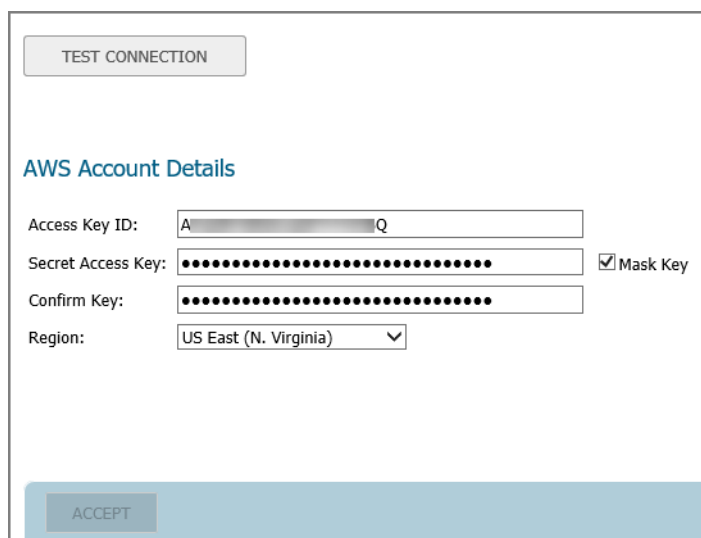 TEST CONNECTION
AWS Account Details
Access Key ID: A Q
Secret Access Key: ●●●●●●●●●●●●●●●●●●●●●●●●●●●●●●● Mask Key
Confirm Key: ●●●●●●●●●●●●●●●●●●●●●●●●●●●●●●●
Region: US East (N. Virginia)
ACCEPT